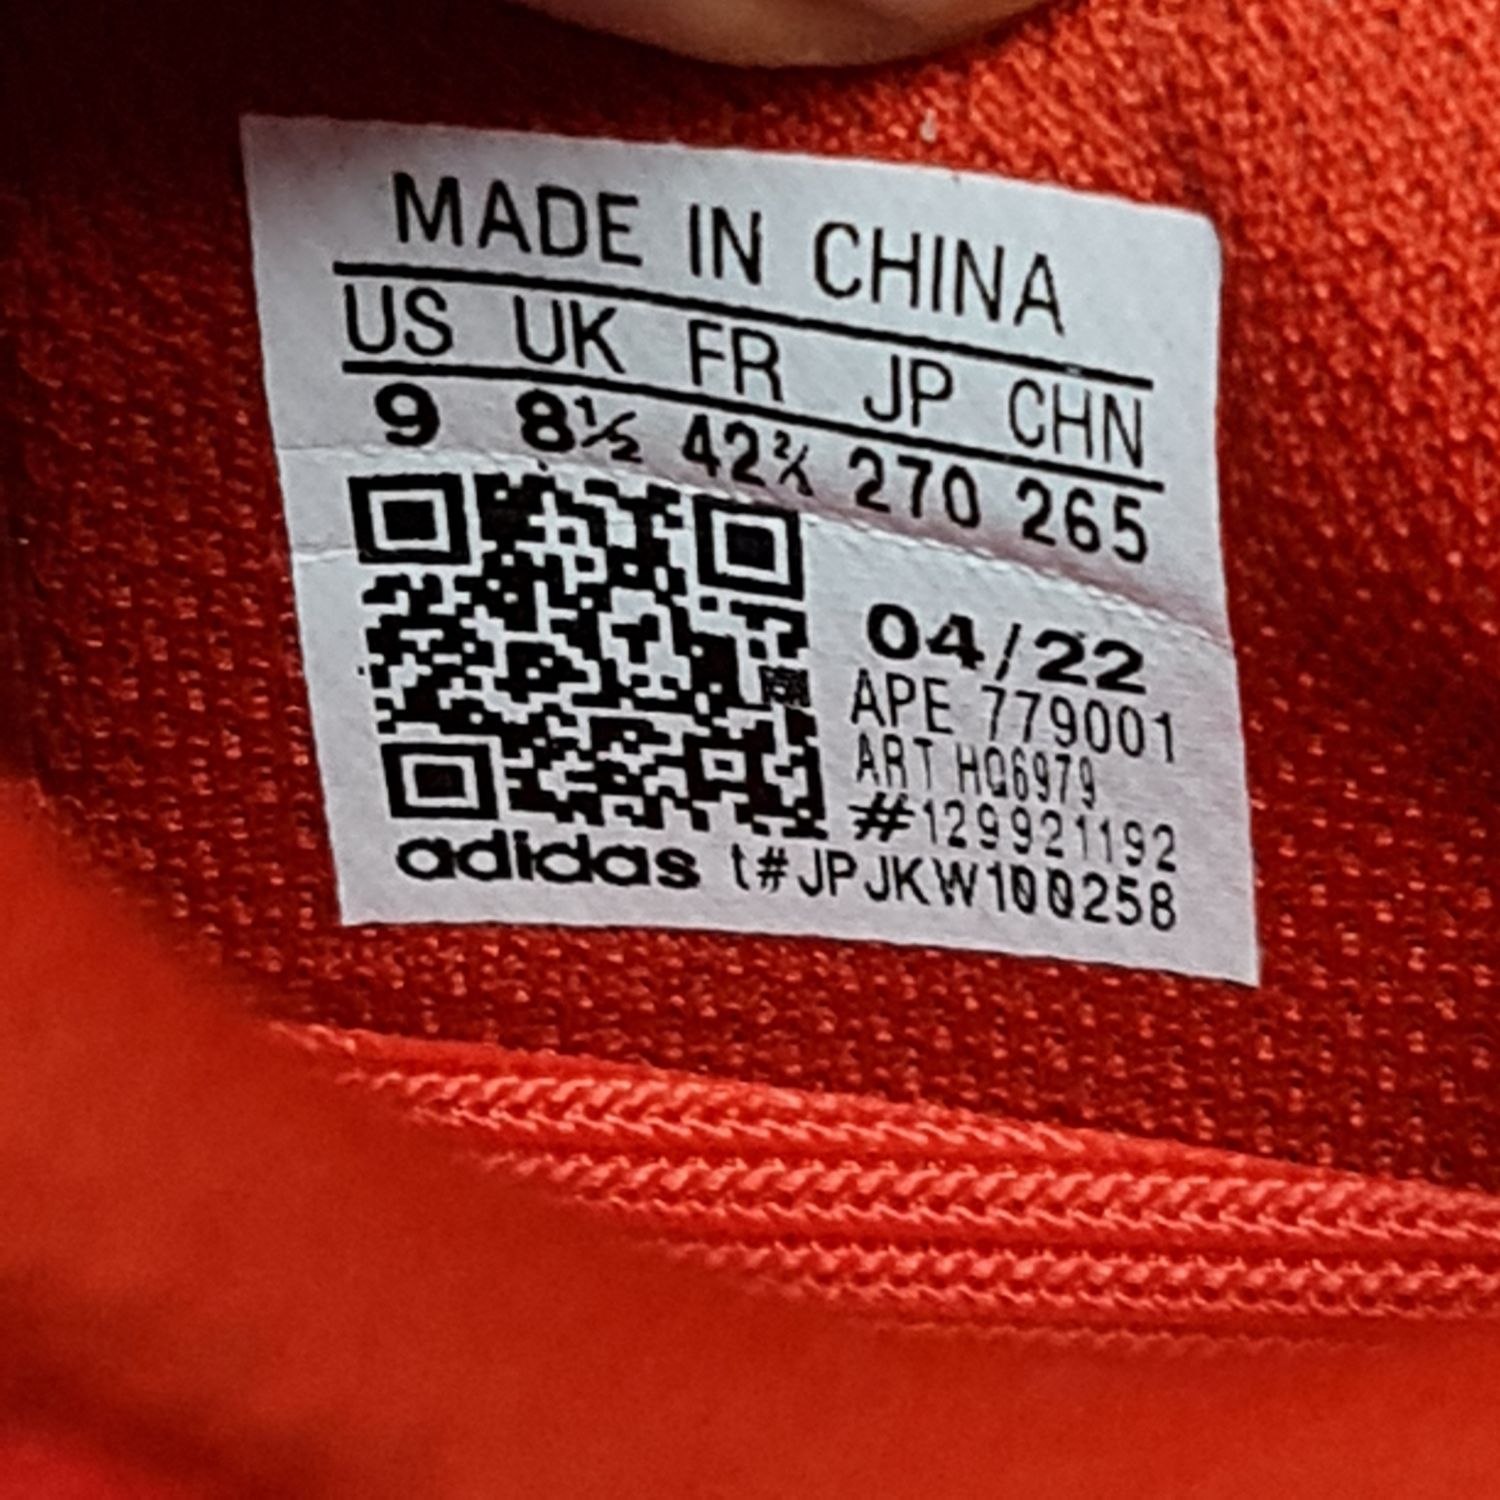 MADE IN CHINA
US UK FR JP CHN
9 8½ 42⅔ 270 265
04/22
APE 779001
ART HQ6979
#129921192
adidas t#JPJKW100258